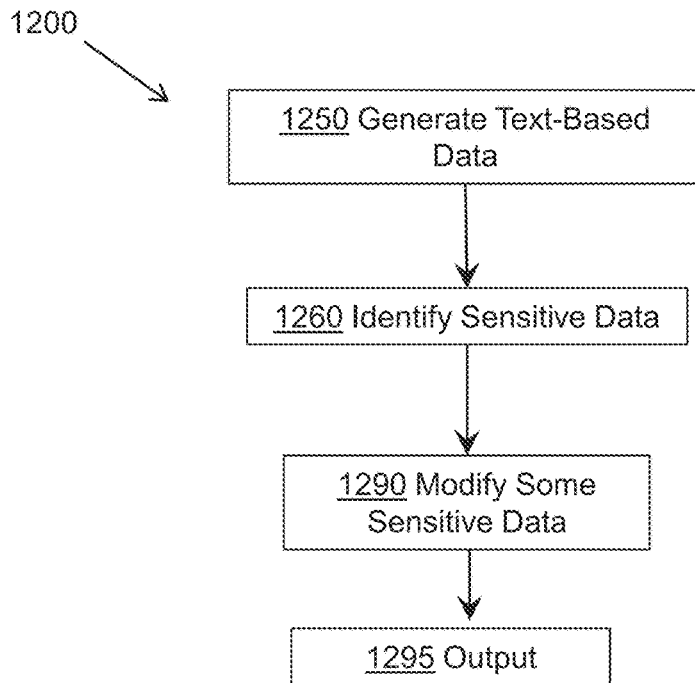 1200
1250 Generate Text-Based
Data
1260 Identify Sensitive Data
1290 Modify Some
Sensitive Data
1295 Output